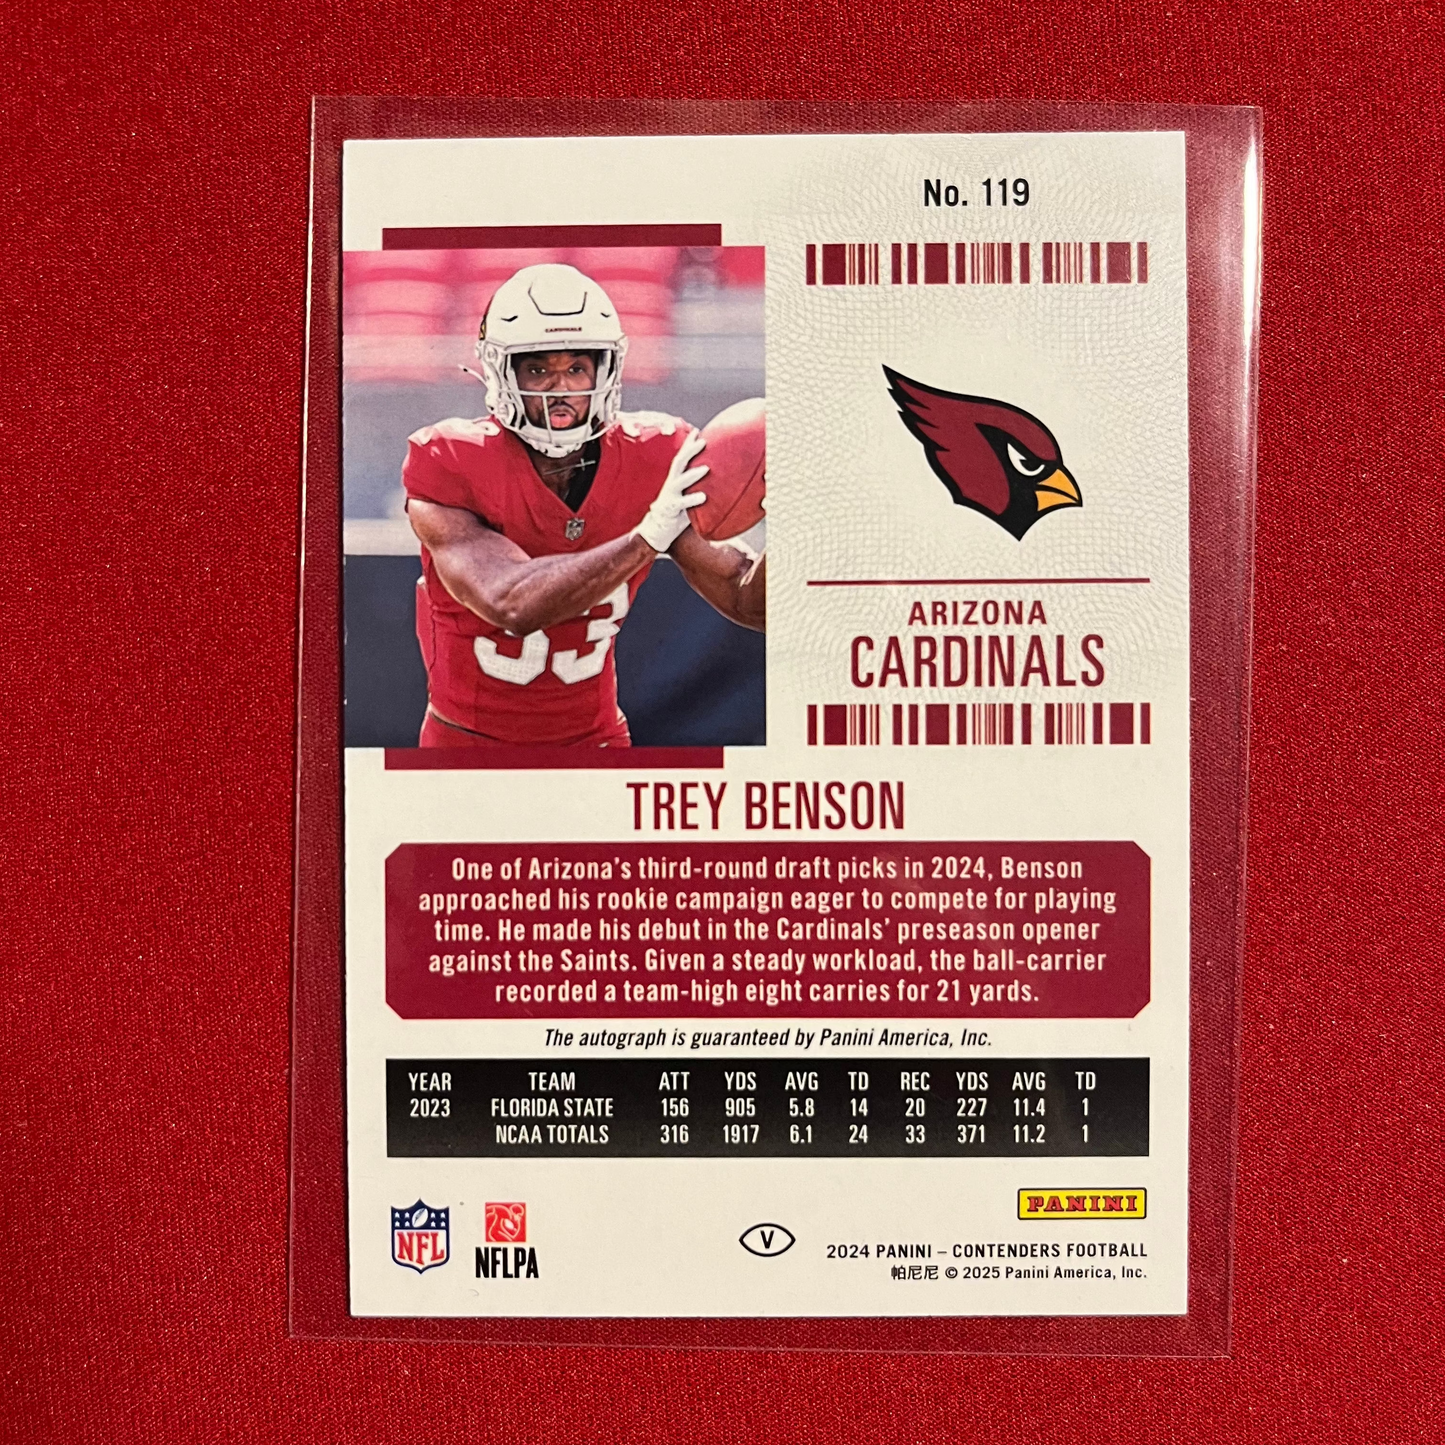 No. 119
CARDINALS
33
ARIZONA
CARDINALS
TREY BENSON
One of Arizona's third-round draft picks in 2024, Benson
approached his rookie campaign eager to compete for playing
time. He made his debut in the Cardinals' preseason opener
against the Saints. Given a steady workload, the ball-carrier
recorded a team-high eight carries for 21 yards.
The autograph is guaranteed by Panini America, Inc.
YEAR TEAM ATT YDS AVG TD REC YDS AVG TD
2023 FLORIDA STATE 156 905 5.8 14 20 227 11.4 1
NCAA TOTALS 316 1917 6.1 24 33 371 11.2 1
NFL
NFLPA
V
PANINI
2024 PANINI – CONTENDERS FOOTBALL
帕尼尼 © 2025 Panini America, Inc.